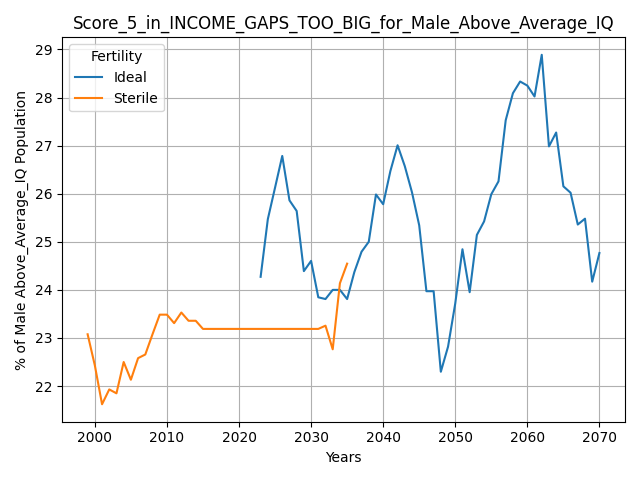 Score_5_in_INCOME_GAPS_TOO_BIG_for_Male_Above_Average_IQ
Fertility
Ideal
Sterile
% of Male Above_Average_IQ Population
29
28
27
26
25
24
23
22
2000 2010 2020 2030 2040 2050 2060 2070
Years